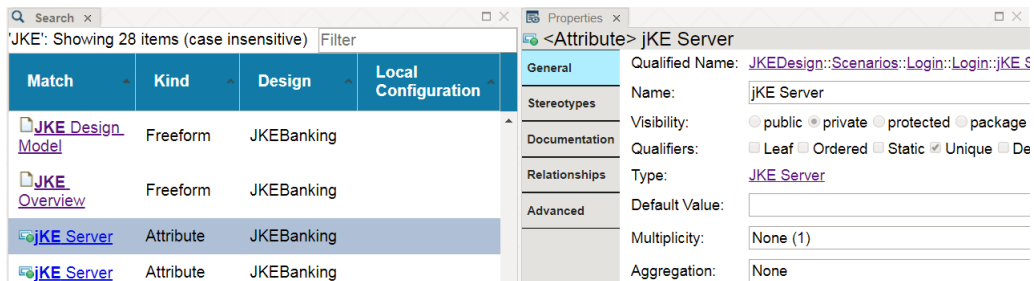 Search
'JKE': Showing 28 items (case insensitive) Filter
Match Kind Design Local Configuration
JKE Design Model Freeform JKEBanking
JKE Overview Freeform JKEBanking
jKE Server Attribute JKEBanking
jKE Server Attribute JKEBanking
Properties
<Attribute> jKE Server
General
Stereotypes
Documentation
Relationships
Advanced
Qualified Name: JKEDesign::Scenarios::Login::Login::jKE S
Name: jKE Server
Visibility: public private protected package
Qualifiers: Leaf Ordered Static Unique De
Type: JKE Server
Default Value:
Multiplicity: None (1)
Aggregation: None